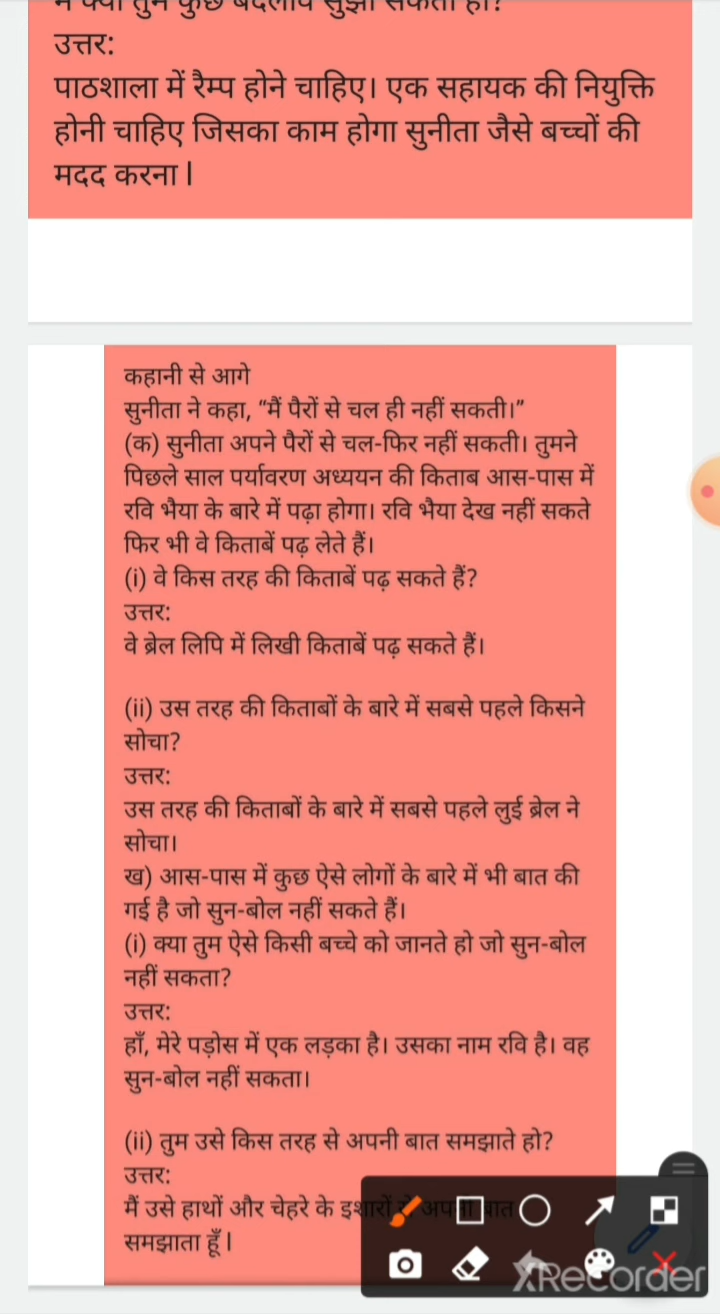 में क्या तुम कुछ बदलाव सुझा सकती हो?
उत्तर:
पाठशाला में रैम्प होने चाहिए। एक सहायक की नियुक्ति
होनी चाहिए जिसका काम होगा सुनीता जैसे बच्चों की
मदद करना |
कहानी से आगे
सुनीता ने कहा, “मैं पैरों से चल ही नहीं सकती।”
(क) सुनीता अपने पैरों से चल-फिर नहीं सकती। तुमने
पिछले साल पर्यावरण अध्ययन की किताब आस-पास में
रवि भैया के बारे में पढ़ा होगा। रवि भैया देख नहीं सकते
फिर भी वे किताबें पढ़ लेते हैं।
(i) वे किस तरह की किताबें पढ़ सकते हैं?
उत्तर:
वे ब्रेल लिपि में लिखी किताबें पढ़ सकते हैं।
(ii) उस तरह की किताबों के बारे में सबसे पहले किसने
सोचा?
उत्तर:
उस तरह की किताबों के बारे में सबसे पहले लुई ब्रेल ने
सोचा।
ख) आस-पास में कुछ ऐसे लोगों के बारे में भी बात की
गई है जो सुन-बोल नहीं सकते हैं।
(i) क्या तुम ऐसे किसी बच्चे को जानते हो जो सुन-बोल
नहीं सकता?
उत्तर:
हाँ, मेरे पड़ोस में एक लड़का है। उसका नाम रवि है। वह
सुन-बोल नहीं सकता।
(ii) तुम उसे किस तरह से अपनी बात समझाते हो?
उत्तर:
मैं उसे हाथों और चेहरे के इशारों से अपनी बात
समझाता हूँ |
XRecorder